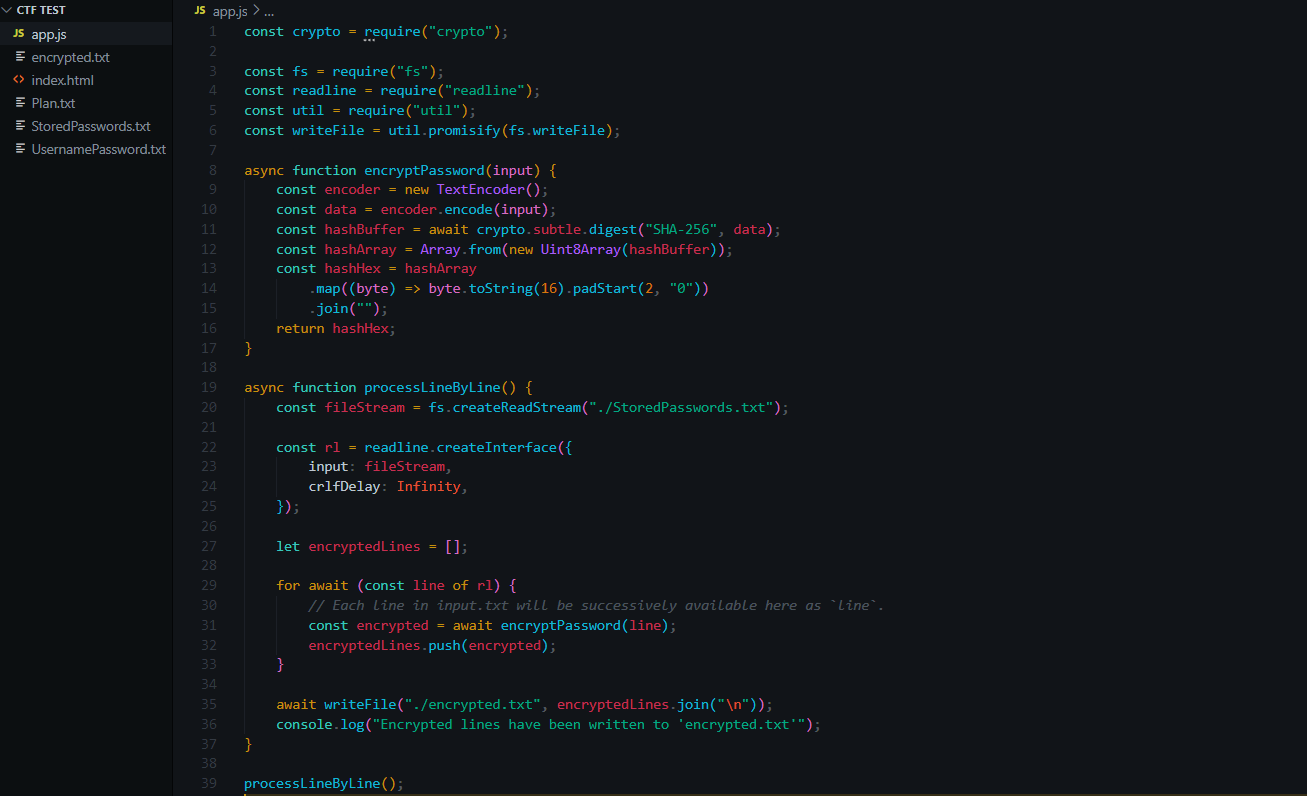 CTF TEST
JS app.js
encrypted.txt
<> index.html
Plan.txt
StoredPasswords.txt
UsernamePassword.txt
JS app.js > ...
1 const crypto = require("crypto");
2
3 const fs = require("fs");
4 const readline = require("readline");
5 const util = require("util");
6 const writeFile = util.promisify(fs.writeFile);
7
8 async function encryptPassword(input) {
9     const encoder = new TextEncoder();
10     const data = encoder.encode(input);
11     const hashBuffer = await crypto.subtle.digest("SHA-256", data);
12     const hashArray = Array.from(new Uint8Array(hashBuffer));
13     const hashHex = hashArray
14         .map((byte) => byte.toString(16).padStart(2, "0"))
15         .join("");
16     return hashHex;
17 }
18
19 async function processLineByLine() {
20     const fileStream = fs.createReadStream("./StoredPasswords.txt");
21
22     const rl = readline.createInterface({
23         input: fileStream,
24         crlfDelay: Infinity,
25     });
26
27     let encryptedLines = [];
28
29     for await (const line of rl) {
30         // Each line in input.txt will be successively available here as `line`.
31         const encrypted = await encryptPassword(line);
32         encryptedLines.push(encrypted);
33     }
34
35     await writeFile("./encrypted.txt", encryptedLines.join("\n"));
36     console.log("Encrypted lines have been written to 'encrypted.txt'");
37 }
38
39 processLineByLine();